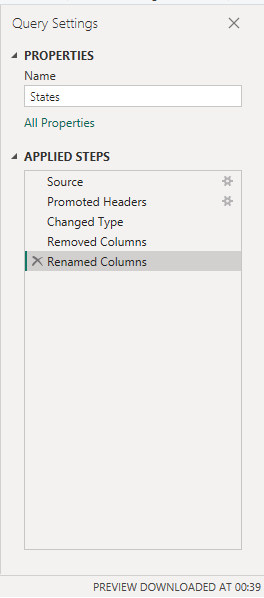 Query Settings
PROPERTIES
Name
States
All Properties
APPLIED STEPS
Source
Promoted Headers
Changed Type
Removed Columns
Renamed Columns
PREVIEW DOWNLOADED AT 00:39